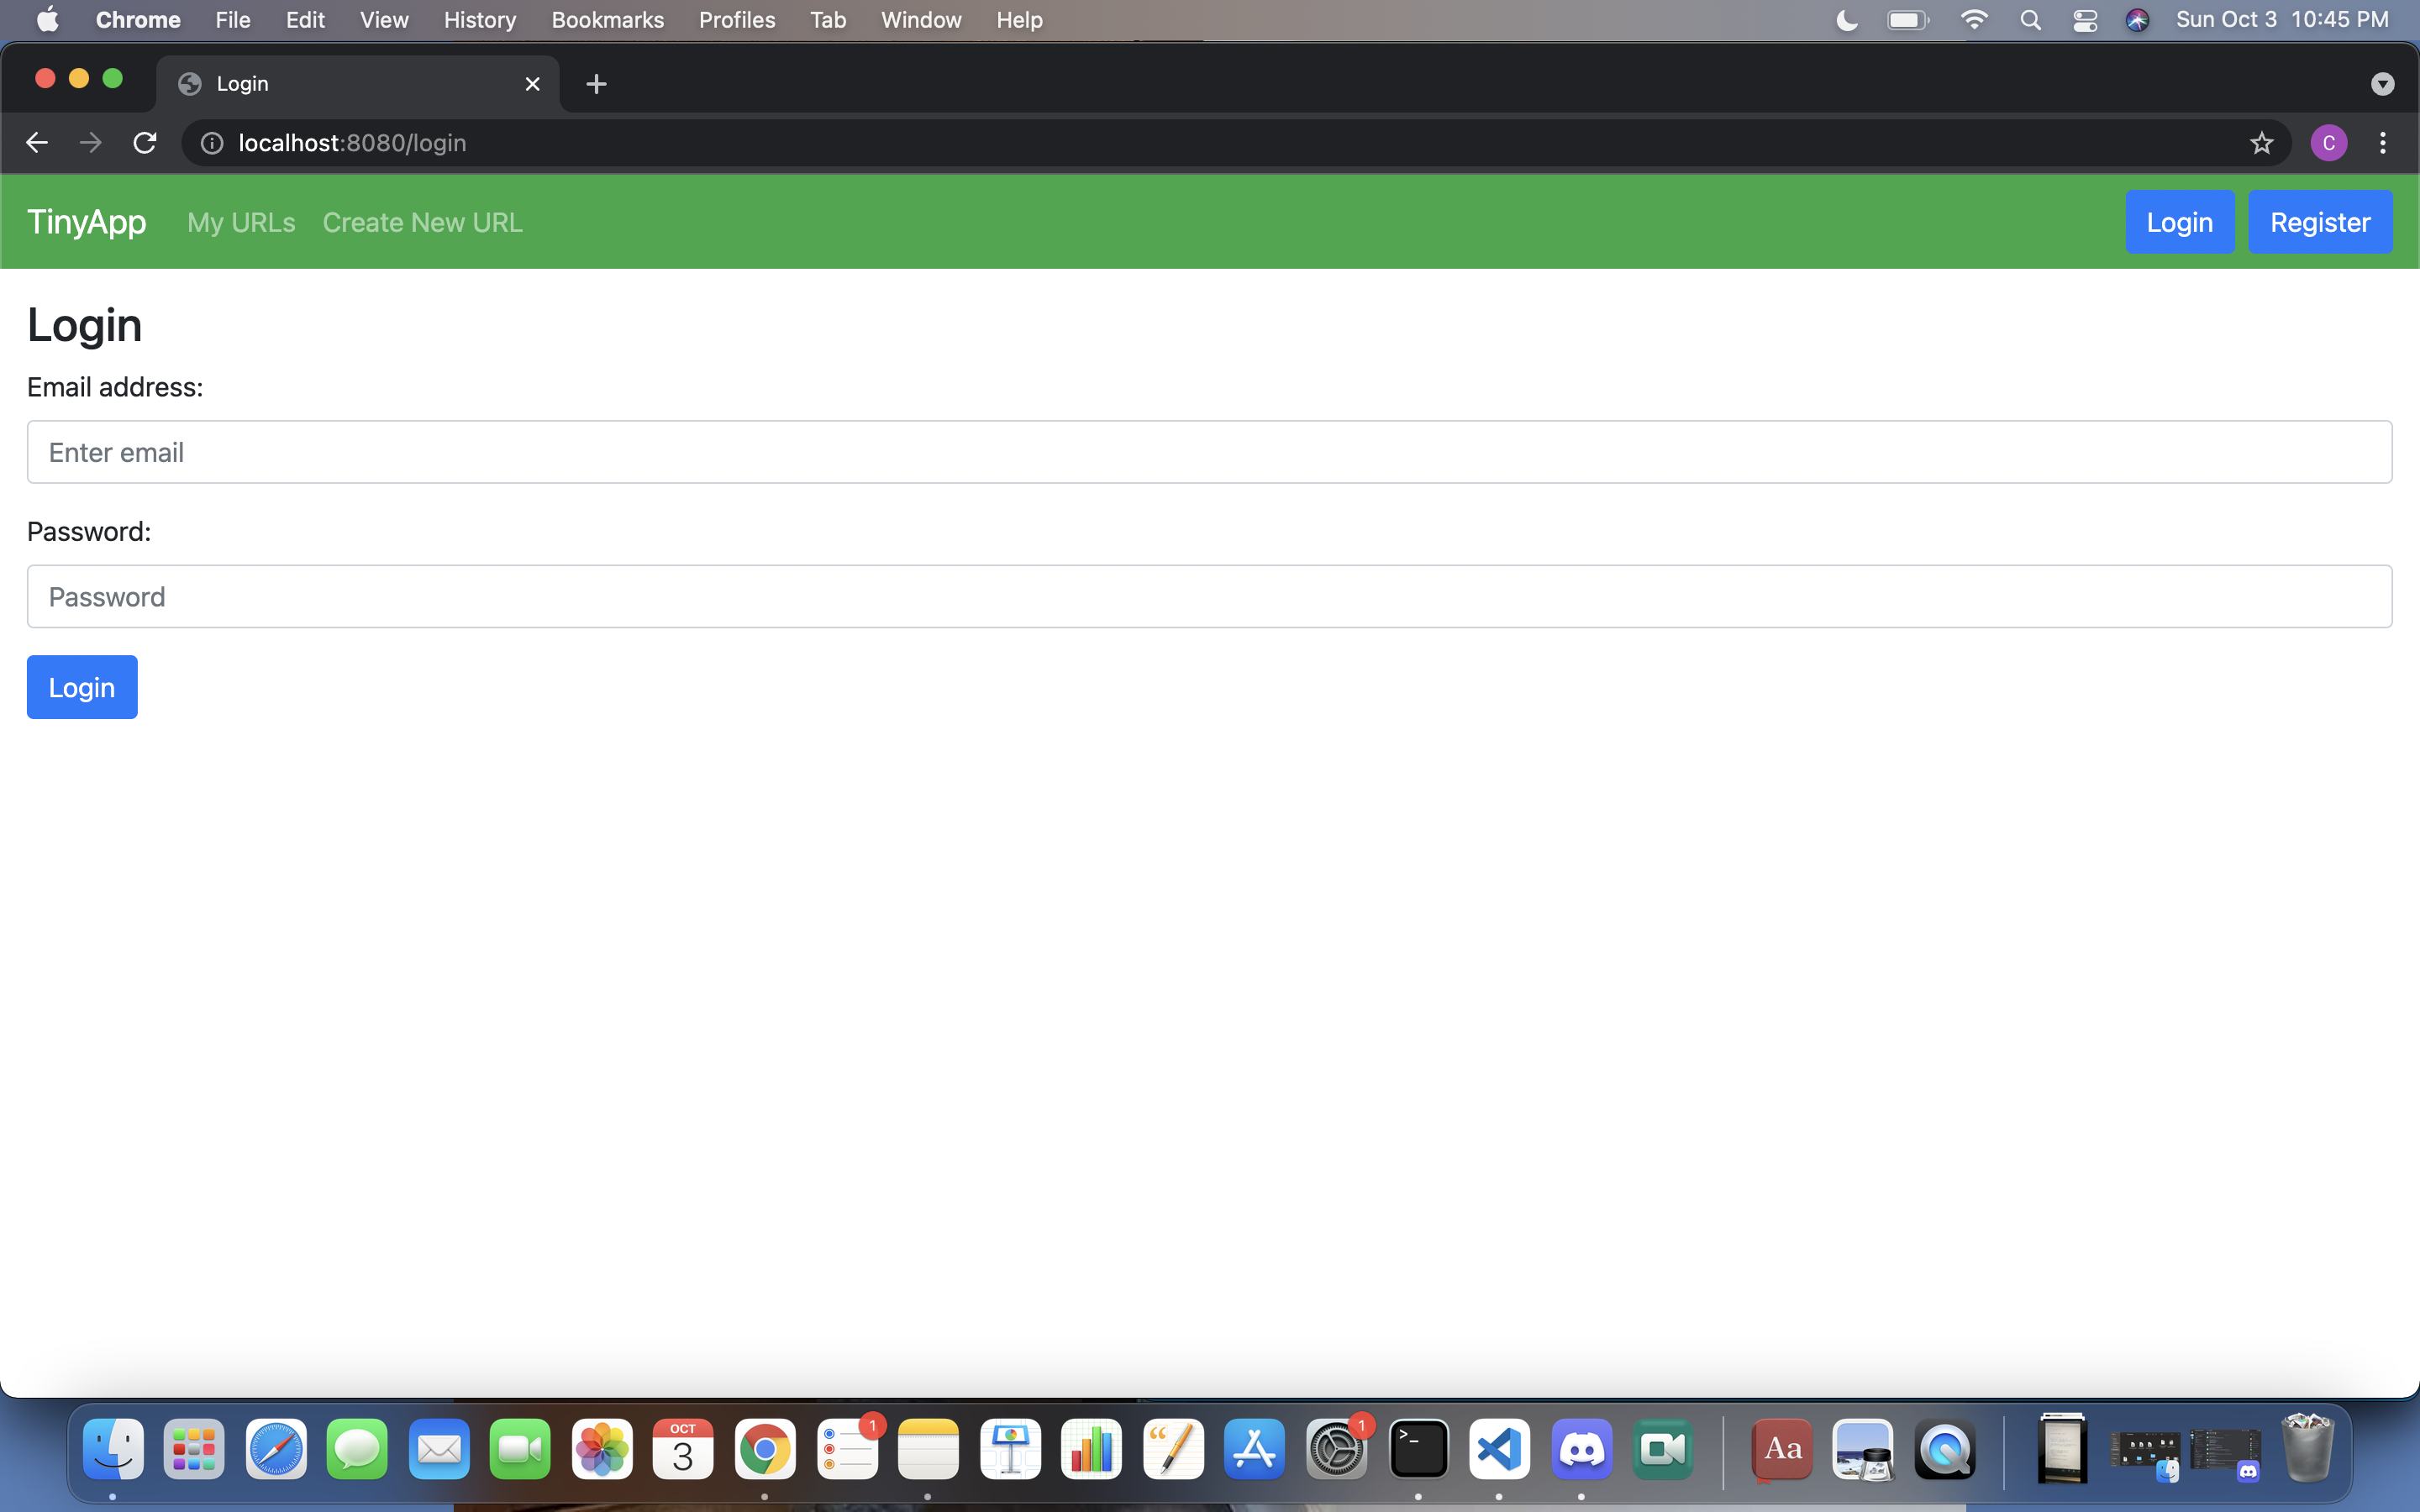 Chrome File Edit View History Bookmarks Profiles Tab Window Help Sun Oct 3 10:45 PM
Login
localhost:8080/login
C
TinyApp My URLs Create New URL Login Register
Login
Email address:
Enter email
Password:
Password
Login
OCT
3
1
1
>_
Aa